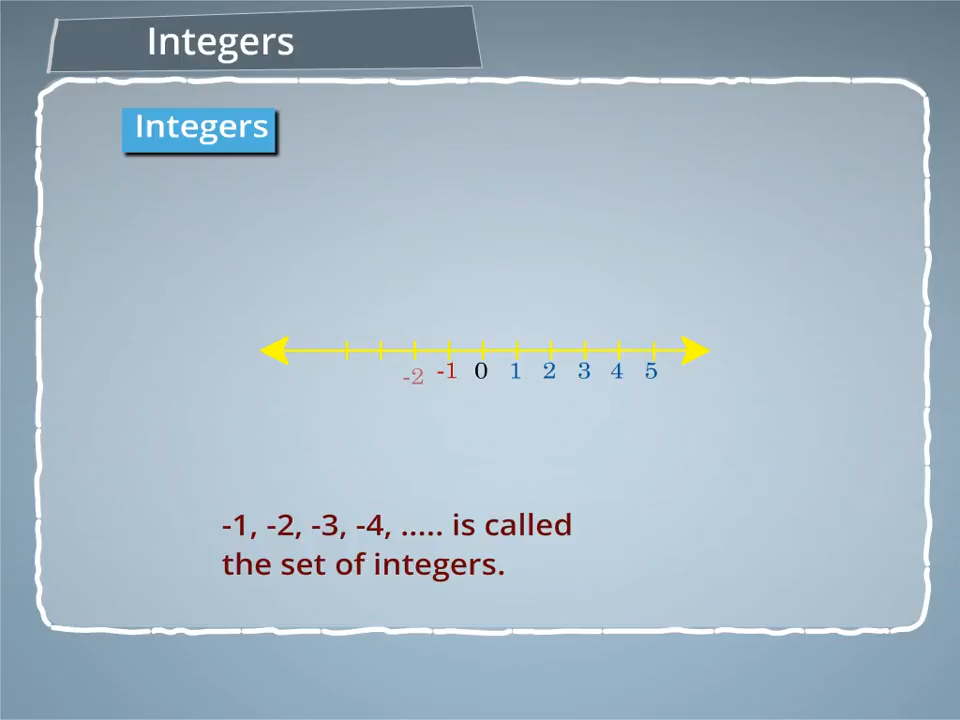 Integers
Integers
-2 -1 0 1 2 3 4 5
-1, -2, -3, -4, ..... is called
the set of integers.